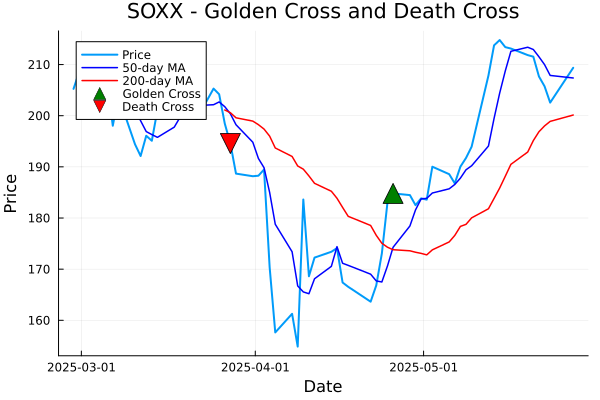 SOXX - Golden Cross and Death Cross
Price
50-day MA
200-day MA
Golden Cross
Death Cross
210
200
190
180
170
160
Price
2025-03-01
2025-04-01
2025-05-01
Date